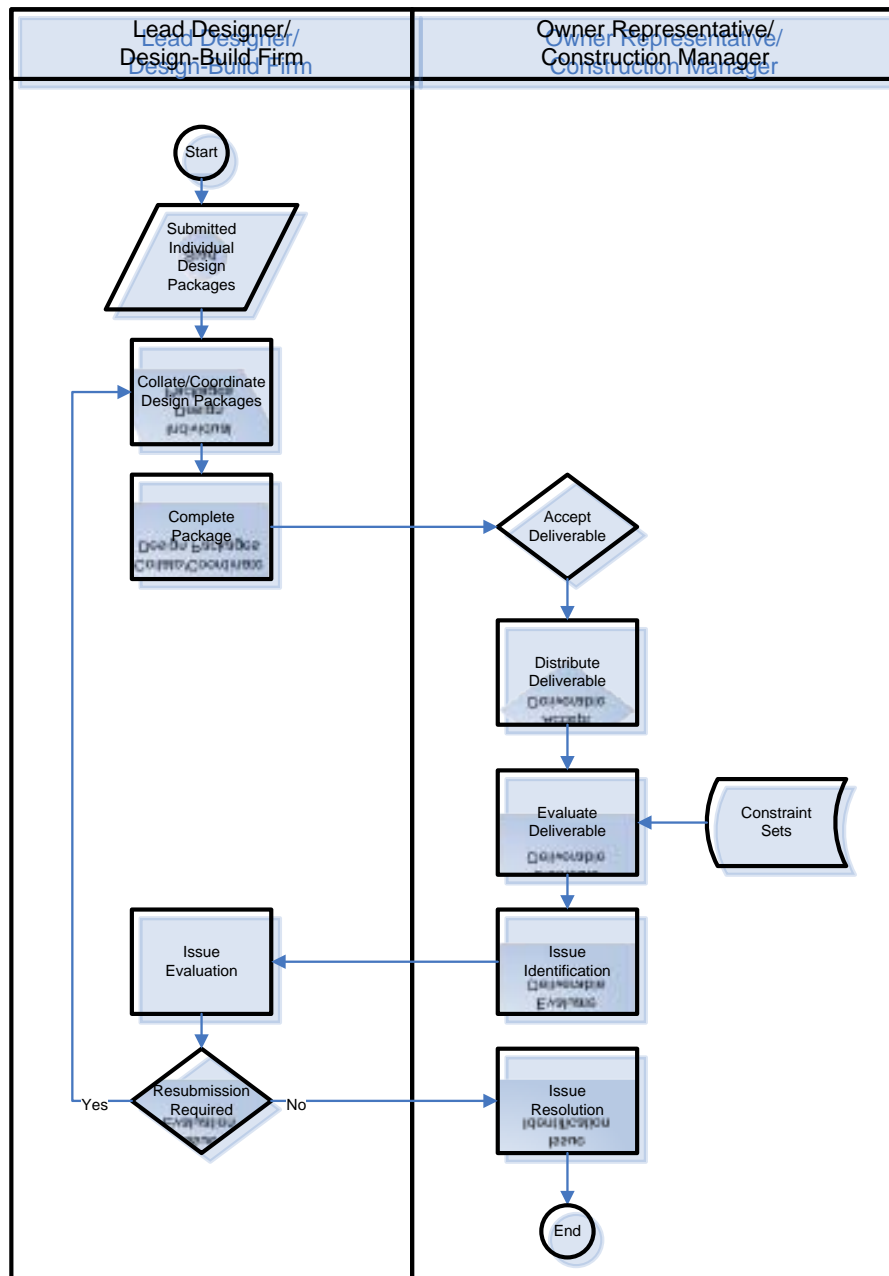 Lead Designer/
Design-Build Firm
Owner Representative/
Construction Manager
Start
Submitted
Individual
Design
Packages
Collate/Coordinate
Design Packages
Complete
Package
Accept
Deliverable
Distribute
Deliverable
Evaluate
Deliverable
Constraint
Sets
Issue
Evaluation
Issue
Identification
Yes
Resubmission
Required
No
Issue
Resolution
End